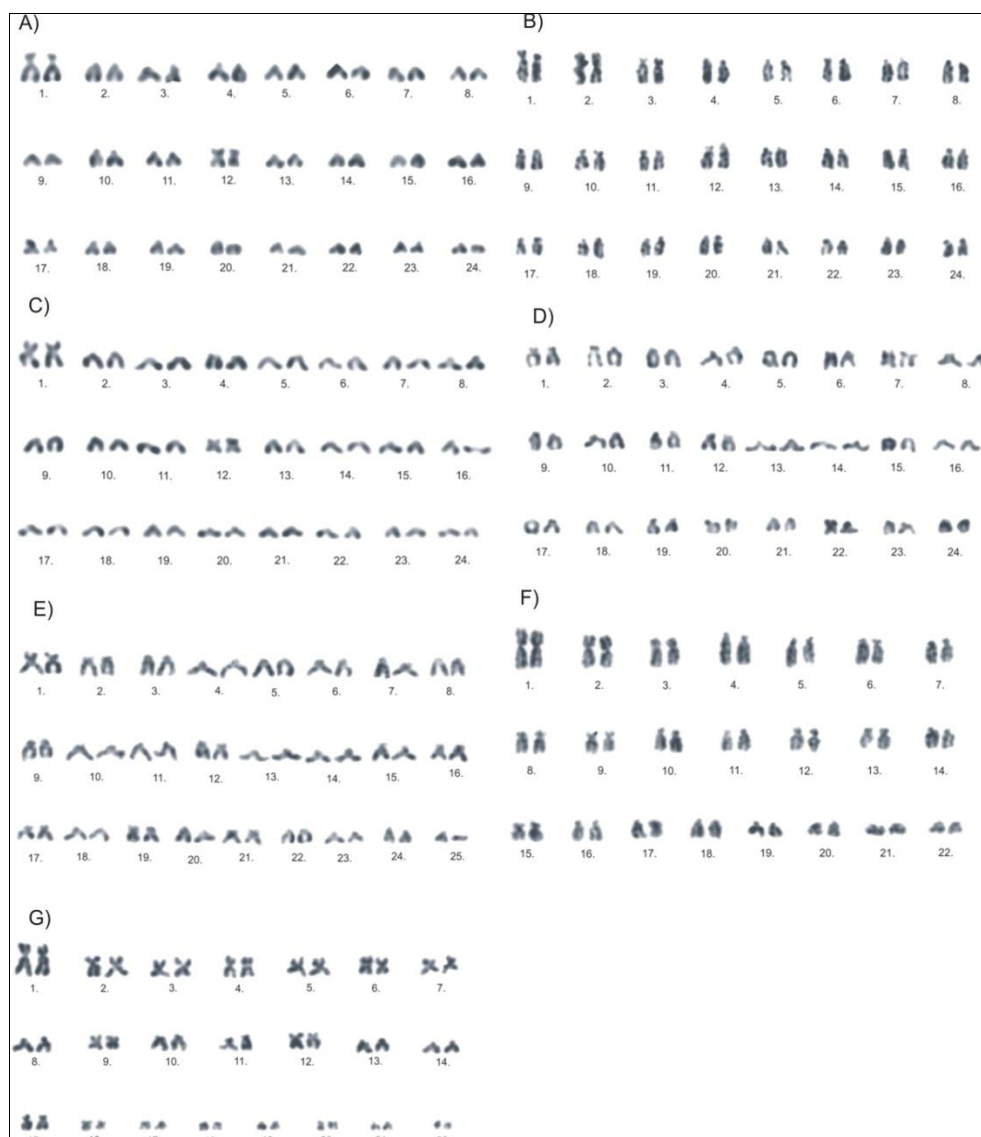 A)
1. 2. 3. 4. 5. 6. 7. 8.
9. 10. 11. 12. 13. 14. 15. 16.
17. 18. 19. 20. 21. 22. 23. 24.
B)
1. 2. 3. 4. 5. 6. 7. 8.
9. 10. 11. 12. 13. 14. 15. 16.
17. 18. 19. 20. 21. 22. 23. 24.
C)
1. 2. 3. 4. 5. 6. 7. 8.
9. 10. 11. 12. 13. 14. 15. 16.
17. 18. 19. 20. 21. 22. 23. 24.
D)
1. 2. 3. 4. 5. 6. 7. 8.
9. 10. 11. 12. 13. 14. 15. 16.
17. 18. 19. 20. 21. 22. 23. 24.
E)
1. 2. 3. 4. 5. 6. 7. 8.
9. 10. 11. 12. 13. 14. 15. 16.
17. 18. 19. 20. 21. 22. 23. 24. 25.
F)
1. 2. 3. 4. 5. 6. 7.
8. 9. 10. 11. 12. 13. 14.
15. 16. 17. 18. 19. 20. 21. 22.
G)
1. 2. 3. 4. 5. 6. 7.
8. 9. 10. 11. 12. 13. 14.